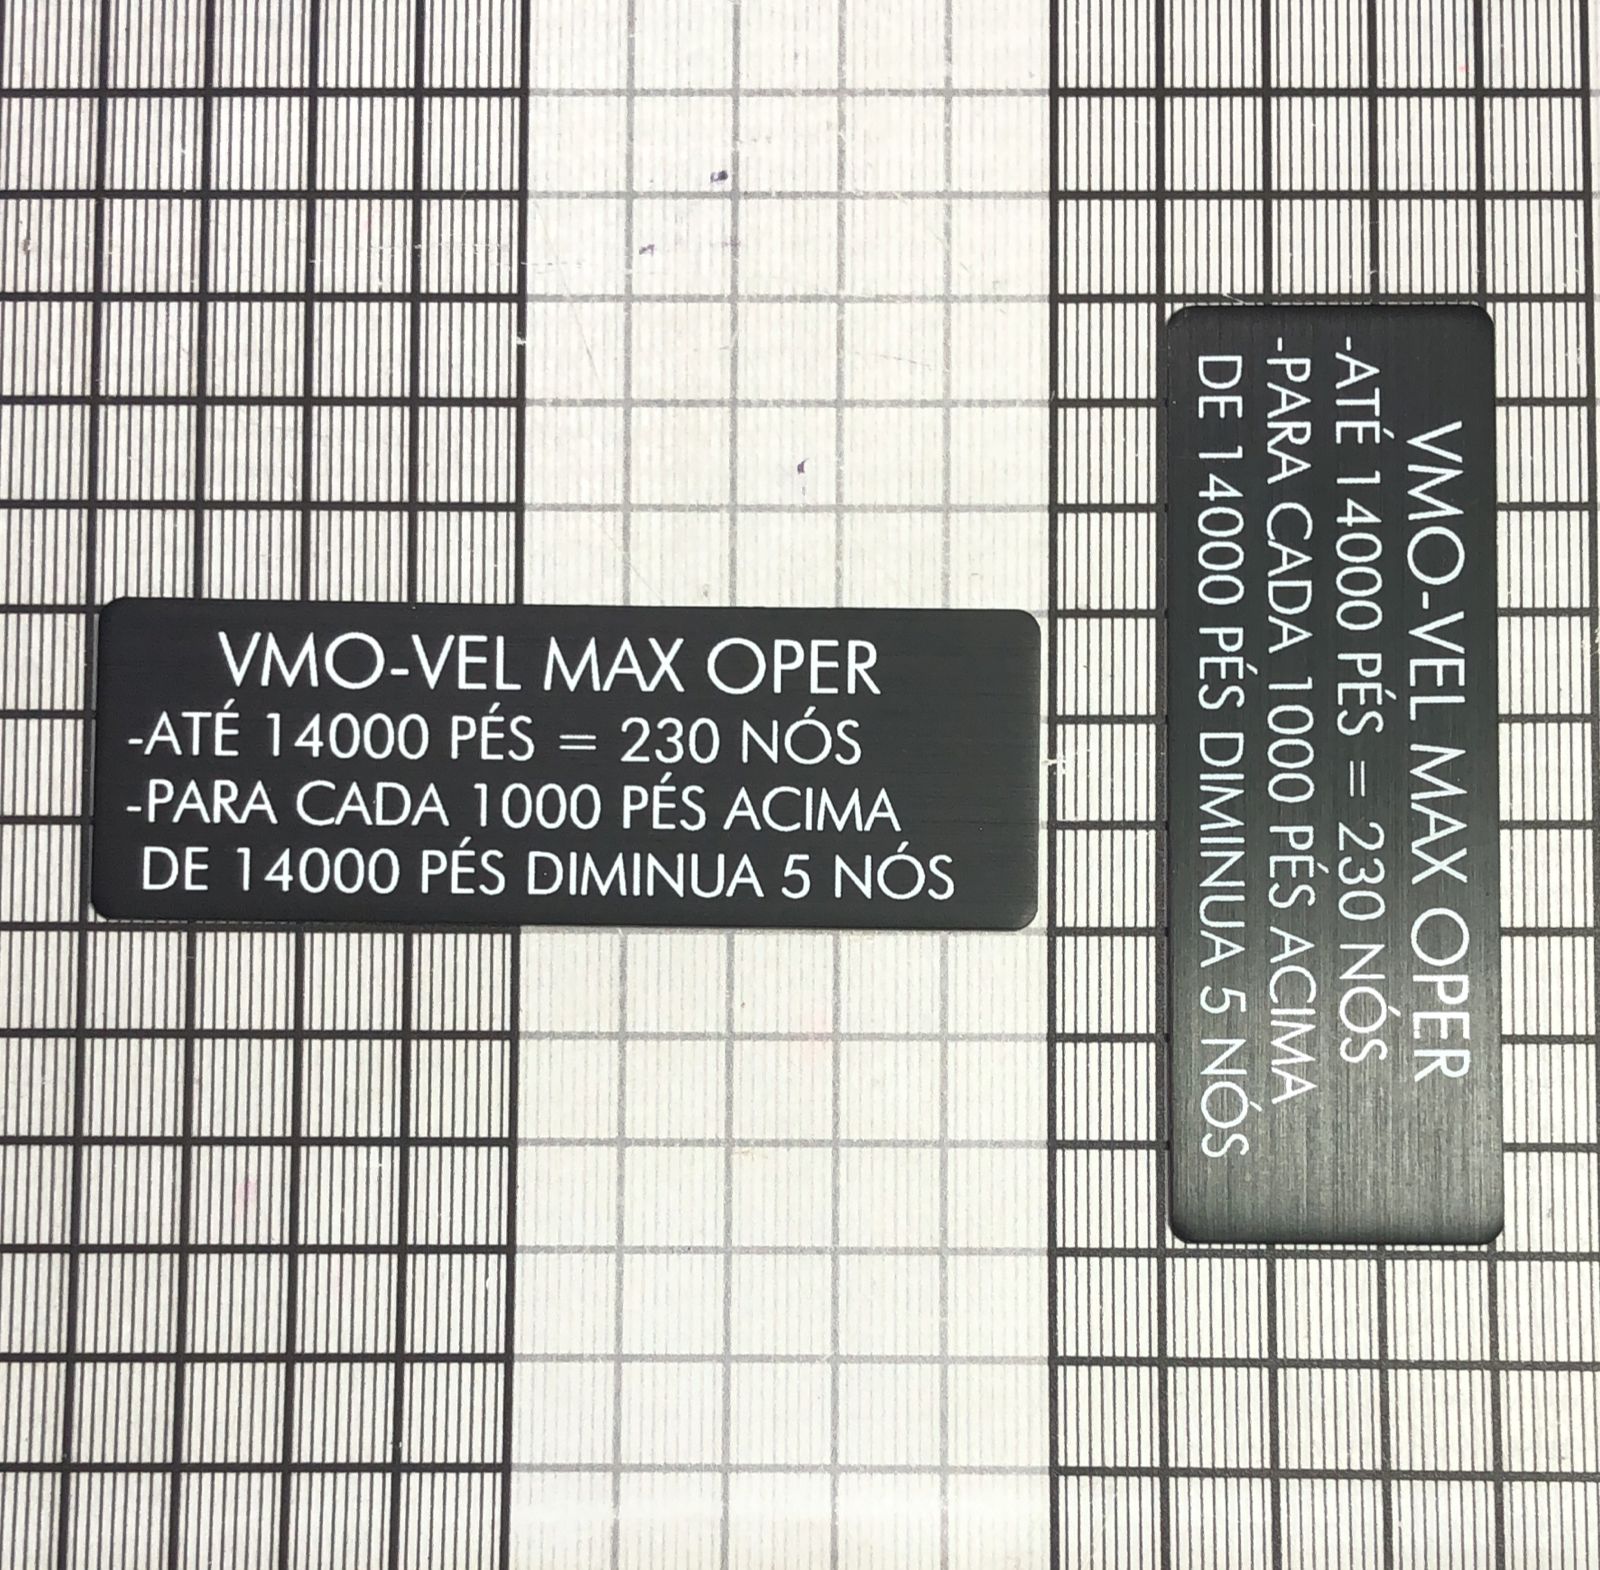 VMO-VEL MAX OPER
-ATÉ 14000 PÉS = 230 NÓS
-PARA CADA 1000 PÉS ACIMA
DE 14000 PÉS DIMINUA 5 NÓS
VMO-VEL MAX OPER
-ATÉ 14000 PÉS = 230 NÓS
-PARA CADA 1000 PÉS ACIMA
DE 14000 PÉS DIMINUA 5 NÓS